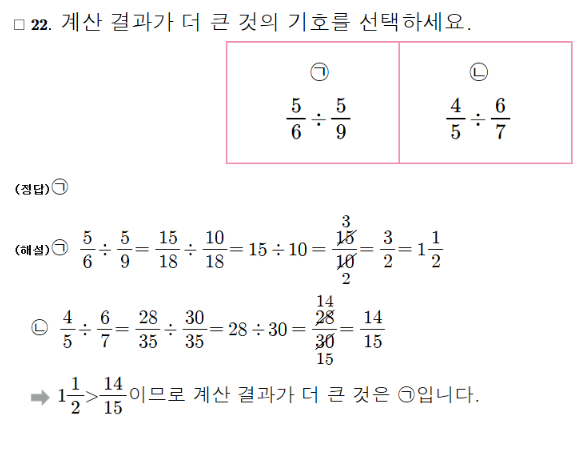 □ 22. 계산 결과가 더 큰 것의 기호를 선택하세요.
㉠ ㉡
5/6 ÷ 5/9 4/5 ÷ 6/7
(정답) ㉠
(해설) ㉠ 5/6 ÷ 5/9 = 15/18 ÷ 10/18 = 15 ÷ 10 = 15/10 (3/2) = 3/2 = 1 1/2
㉡ 4/5 ÷ 6/7 = 28/35 ÷ 30/35 = 28 ÷ 30 = 28/30 (14/15) = 14/15
➡ 1 1/2 > 14/15 이므로 계산 결과가 더 큰 것은 ㉠입니다.